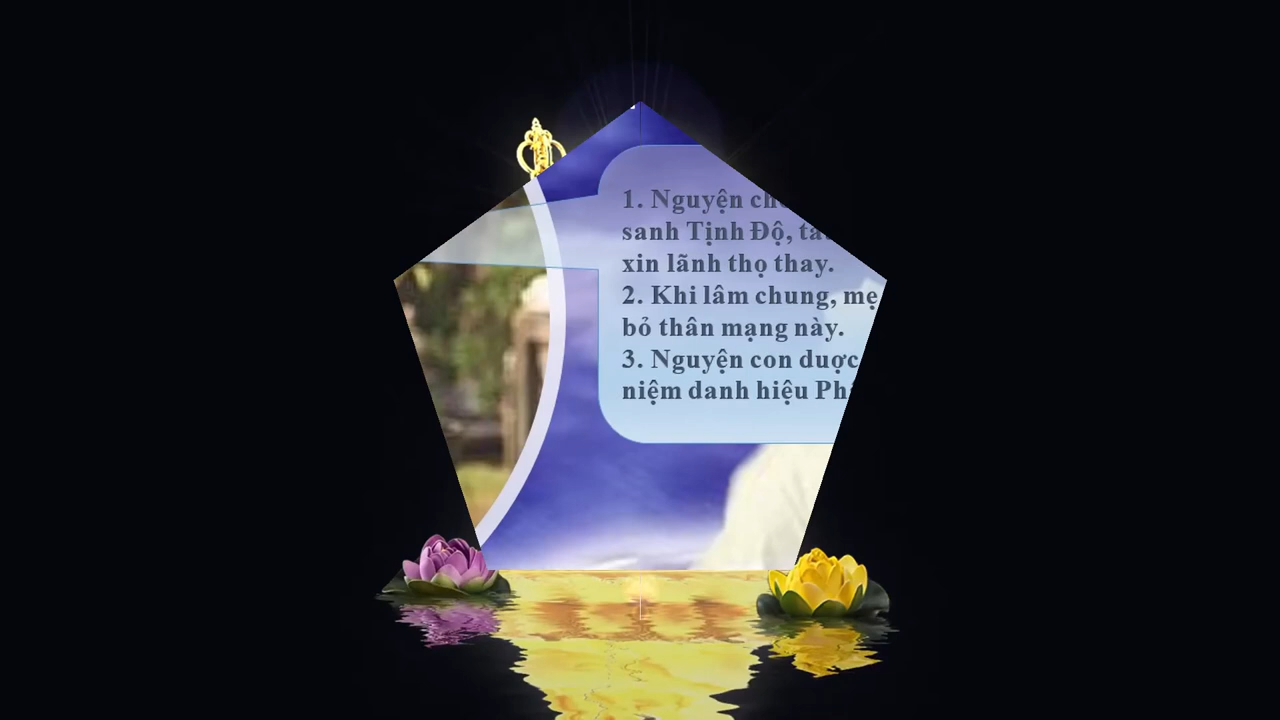 1. Nguyện
sanh Tịnh Độ,
xin lãnh thọ thay.
2. Khi lâm chung, mẹ
bỏ thân mạng này.
3. Nguyện con duợc
niệm danh hiệu